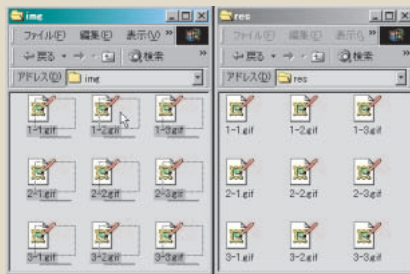 img
ファイル(F) 編集(E) 表示(V) »
戻る 検索 »
アドレス(D) img
1-1.gif 1-2.gif 1-3.gif
2-1.gif 2-2.gif 2-3.gif
3-1.gif 3-2.gif 3-3.gif
res
ファイル(F) 編集(E) 表示(V) »
戻る 検索 »
アドレス(D) res
1-1.gif 1-2.gif 1-3.gif
2-1.gif 2-2.gif 2-3.gif
3-1.gif 3-2.gif 3-3.gif